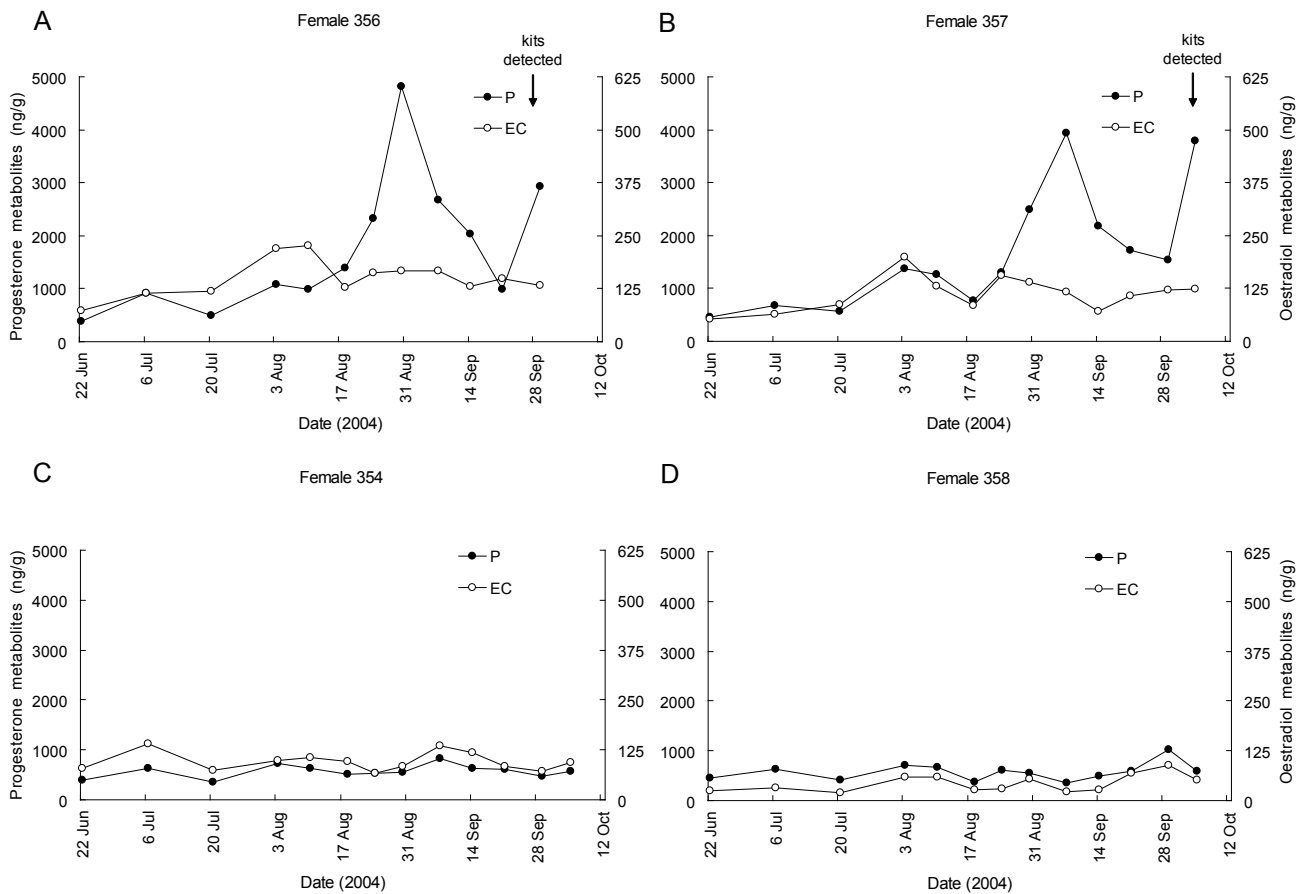 A
Female 356
kits
detected
P
EC
Progesterone metabolites (ng/g)
5000
4000
3000
2000
1000
0
625
500
375
250
125
0
22 Jun
6 Jul
20 Jul
3 Aug
17 Aug
31 Aug
14 Sep
28 Sep
12 Oct
Date (2004)
B
Female 357
kits
detected
P
EC
5000
4000
3000
2000
1000
0
625
500
375
250
125
0
Oestradiol metabolites (ng/g)
22 Jun
6 Jul
20 Jul
3 Aug
17 Aug
31 Aug
14 Sep
28 Sep
12 Oct
Date (2004)
C
Female 354
P
EC
Progesterone metabolites (ng/g)
5000
4000
3000
2000
1000
0
625
500
375
250
125
0
22 Jun
6 Jul
20 Jul
3 Aug
17 Aug
31 Aug
14 Sep
28 Sep
12 Oct
Date (2004)
D
Female 358
P
EC
5000
4000
3000
2000
1000
0
625
500
375
250
125
0
Oestradiol metabolites (ng/g)
22 Jun
6 Jul
20 Jul
3 Aug
17 Aug
31 Aug
14 Sep
28 Sep
12 Oct
Date (2004)